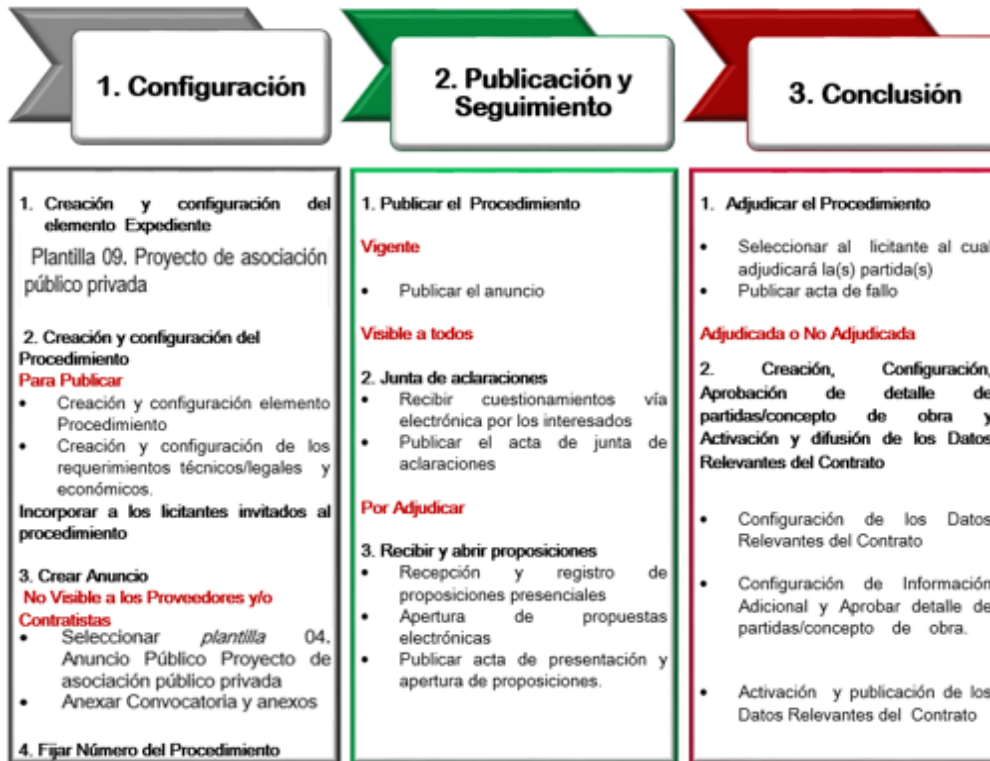 1. Configuración
1. Creación y configuración del
elemento Expediente
Plantilla 09. Proyecto de asociación
público privada
2. Creación y configuración del
Procedimiento
Para Publicar
• Creación y configuración elemento
Procedimiento
• Creación y configuración de los
requerimientos técnicos/legales y
económicos.
Incorporar a los licitantes invitados al
procedimiento
3. Crear Anuncio
No Visible a los Proveedores y/o
Contratistas
• Seleccionar plantilla 04.
Anuncio Público Proyecto de
asociación público privada
• Anexar Convocatoria y anexos
4. Fijar Número del Procedimiento
2. Publicación y
Seguimiento
1. Publicar el Procedimiento
Vigente
• Publicar el anuncio
Visible a todos
2. Junta de aclaraciones
• Recibir cuestionamientos vía
electrónica por los interesados
• Publicar el acta de junta de
aclaraciones
Por Adjudicar
3. Recibir y abrir proposiciones
• Recepción y registro de
proposiciones presenciales
• Apertura de propuestas
electrónicas
• Publicar acta de presentación y
apertura de proposiciones.
3. Conclusión
1. Adjudicar el Procedimiento
• Seleccionar al licitante al cual
adjudicará la(s) partida(s)
• Publicar acta de fallo
Adjudicada o No Adjudicada
2. Creación, Configuración,
Aprobación de detalle de
partidas/concepto de obra y
Activación y difusión de los Datos
Relevantes del Contrato
• Configuración de los Datos
Relevantes del Contrato
• Configuración de Información
Adicional y Aprobar detalle de
partidas/concepto de obra.
• Activación y publicación de los
Datos Relevantes del Contrato